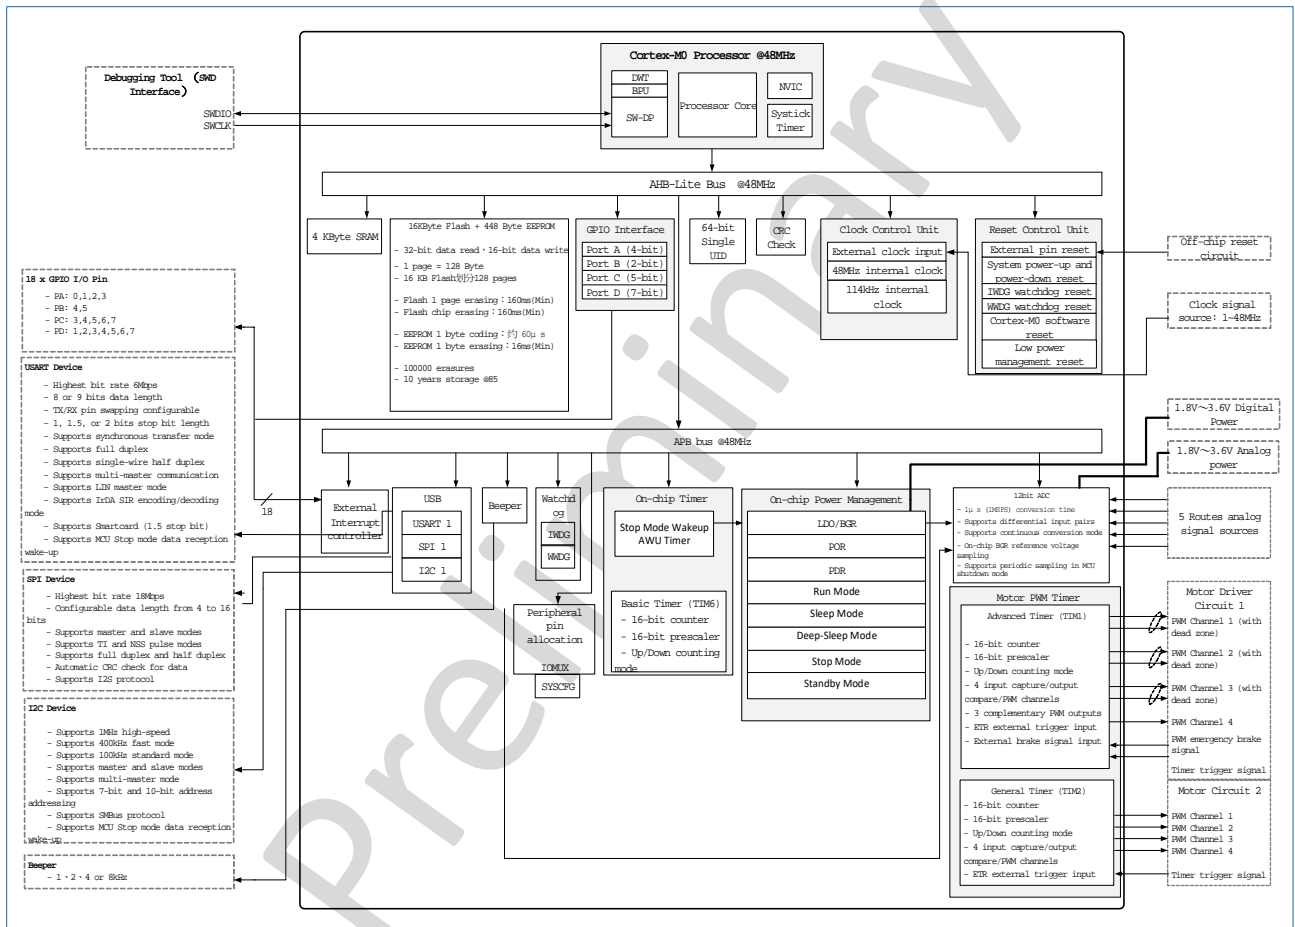 Cortex-M0 Processor @48MHz
DWT
BPU
SW-DP
Processor Core
NVIC
Systick
Timer
Debugging Tool (SWD
Interface)
SWDIO
SWCLK
AHB-Lite Bus @48MHz
4 KByte SRAM
16KByte Flash + 448 Byte EEPROM
- 32-bit data read，16-bit data write
- 1 page = 128 Byte
- 16 KB Flash划分128 pages
- Flash 1 page erasing：160ms(Min)
- Flash chip erasing：160ms(Min)
- EEPROM 1 byte coding：约 60μ s
- EEPROM 1 byte erasing：16ms(Min)
- 100000 erasures
- 10 years storage @85
GPIO Interface
Port A (4-bit)
Port B (2-bit)
Port C (5-bit)
Port D (7-bit)
64-bit
Single
UID
CRC
Check
Clock Control Unit
External clock input
48MHz internal clock
114kHz internal
clock
Reset Control Unit
External pin reset
System power-up and
power-down reset
IWDG watchdog reset
WWDG watchdog reset
Cortex-M0 software
reset
Low power
management reset
Off-chip reset
circuit
Clock signal
source: 1~48MHz
1.8V～3.6V Digital
Power
1.8V～3.6V Analog
power
18 x GPIO I/O Pin
- PA: 0,1,2,3
- PB: 4,5
- PC: 3,4,5,6,7
- PD: 1,2,3,4,5,6,7
USART Device
- Highest bit rate 6Mbps
- 8 or 9 bits data length
- TX/RX pin swapping configurable
- 1, 1.5, or 2 bits stop bit length
- Supports synchronous transfer mode
- Supports full duplex
- Supports single-wire half duplex
- Supports multi-master communication
- Supports LIN master mode
- Supports IrDA SIR encoding/decoding
mode
- Supports Smartcard (1.5 stop bit)
- Supports MCU Stop mode data reception
wake-up
SPI Device
- Highest bit rate 18Mbps
- Configurable data length from 4 to 16
bits
- Supports master and slave modes
- Supports TI and NSS pulse modes
- Supports full duplex and half duplex
- Automatic CRC check for data
- Supports I2S protocol
I2C Device
- Supports 1MHz high-speed
- Supports 400kHz fast mode
- Supports 100kHz standard mode
- Supports master and slave modes
- Supports multi-master mode
- Supports 7-bit and 10-bit address
addressing
- Supports SMBus protocol
- Supports MCU Stop mode data reception
wake-up
Beeper
- 1、2、4 or 8kHz
18
APB bus @48MHz
External
Interrupt
controller
USB
USART 1
SPI 1
I2C 1
Beeper
Watchd
og
IWDG
WWDG
Peripheral
pin
allocation
IOMUX
SYSCFG
On-chip Timer
Stop Mode Wakeup
AWU Timer
Basic Timer (TIM6)
- 16-bit counter
- 16-bit prescaler
- Up/Down counting
mode
On-chip Power Management
LDO/BGR
POR
PDR
Run Mode
Sleep Mode
Deep-Sleep Mode
Stop Mode
Standby Mode
12bit ADC
- 1μ s (1MSPS) conversion time
- Supports differential input pairs
- Supports continuous conversion mode
- On-chip BGR reference voltage
sampling
- Supports periodic sampling in MCU
shutdown mode
5 Routes analog
signal sources
Motor PWM Timer
Advanced Timer (TIM1)
- 16-bit counter
- 16-bit prescaler
- Up/Down counting mode
- 4 input capture/output
compare/PWM channels
- 3 complementary PWM outputs
- ETR external trigger input
- External brake signal input
General Timer (TIM2)
- 16-bit counter
- 16-bit prescaler
- Up/Down counting mode
- 4 input capture/output
compare/PWM channels
- ETR external trigger input
Motor Driver
Circuit 1
PWM Channel 1 (with
dead zone)
PWM Channel 2 (with
dead zone)
PWM Channel 3 (with
dead zone)
PWM Channel 4
PWM emergency brake
signal
Timer trigger signal
Motor Circuit 2
PWM Channel 1
PWM Channel 2
PWM Channel 3
PWM Channel 4
Timer trigger signal
Preliminary